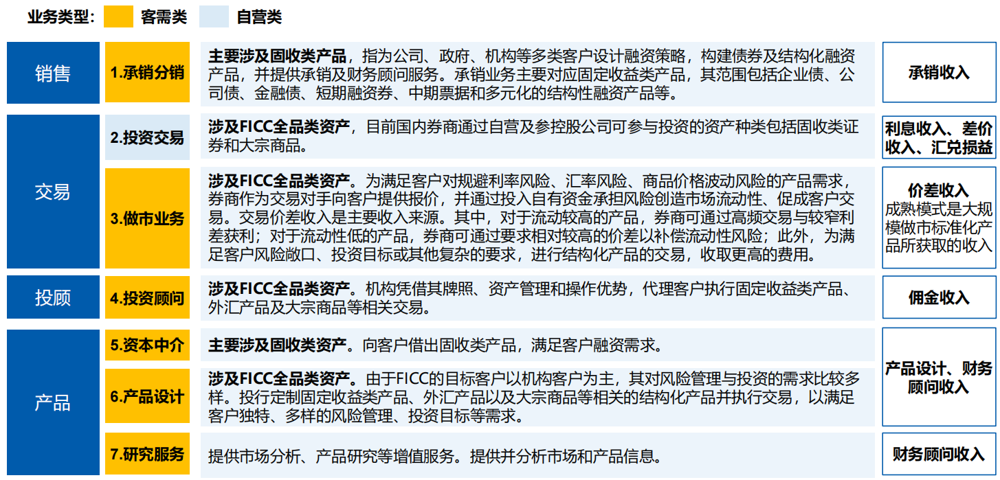 业务类型： 客需类 自营类
销售
1.承销分销
主要涉及固收类产品，指为公司、政府、机构等多类客户设计融资策略，构建债券及结构化融资
产品，并提供承销及财务顾问服务。承销业务主要对应固定收益类产品，其范围包括企业债、公
司债、金融债、短期融资券、中期票据和多元化的结构性融资产品等。
承销收入
交易
2.投资交易
涉及FICC全品类资产，目前国内券商通过自营及参控股公司可参与投资的资产种类包括固收类证
券和大宗商品。
利息收入、差价
收入、汇兑损益
3.做市业务
涉及FICC全品类资产。为满足客户对规避利率风险、汇率风险、商品价格波动风险的产品需求，
券商作为交易对手向客户提供报价，并通过投入自有资金承担风险创造市场流动性、促成客户交
易。交易价差收入是主要收入来源。其中，对于流动较高的产品，券商可通过高频交易与较窄利
差获利；对于流动性低的产品，券商可通过要求相对较高的价差以补偿流动性风险；此外，为满
足客户风险敞口、投资目标或其他复杂的要求，进行结构化产品的交易，收取更高的费用。
价差收入
成熟模式是大规
模做市标准化产
品所获取的收入
投顾
4.投资顾问
涉及FICC全品类资产。机构凭借其牌照、资产管理和操作优势，代理客户执行固定收益类产品、
外汇产品及大宗商品等相关交易。
佣金收入
产品
5.资本中介
主要涉及固收类资产。向客户借出固收类产品，满足客户融资需求。
6.产品设计
涉及FICC全品类资产。由于FICC的目标客户以机构客户为主，其对风险管理与投资的需求比较多
样。投行定制固定收益类产品、外汇产品以及大宗商品等相关的结构化产品并执行交易，以满足
客户独特、多样的风险管理、投资目标等需求。
产品设计、财务
顾问收入
7.研究服务
提供市场分析、产品研究等增值服务。提供并分析市场和产品信息。
财务顾问收入